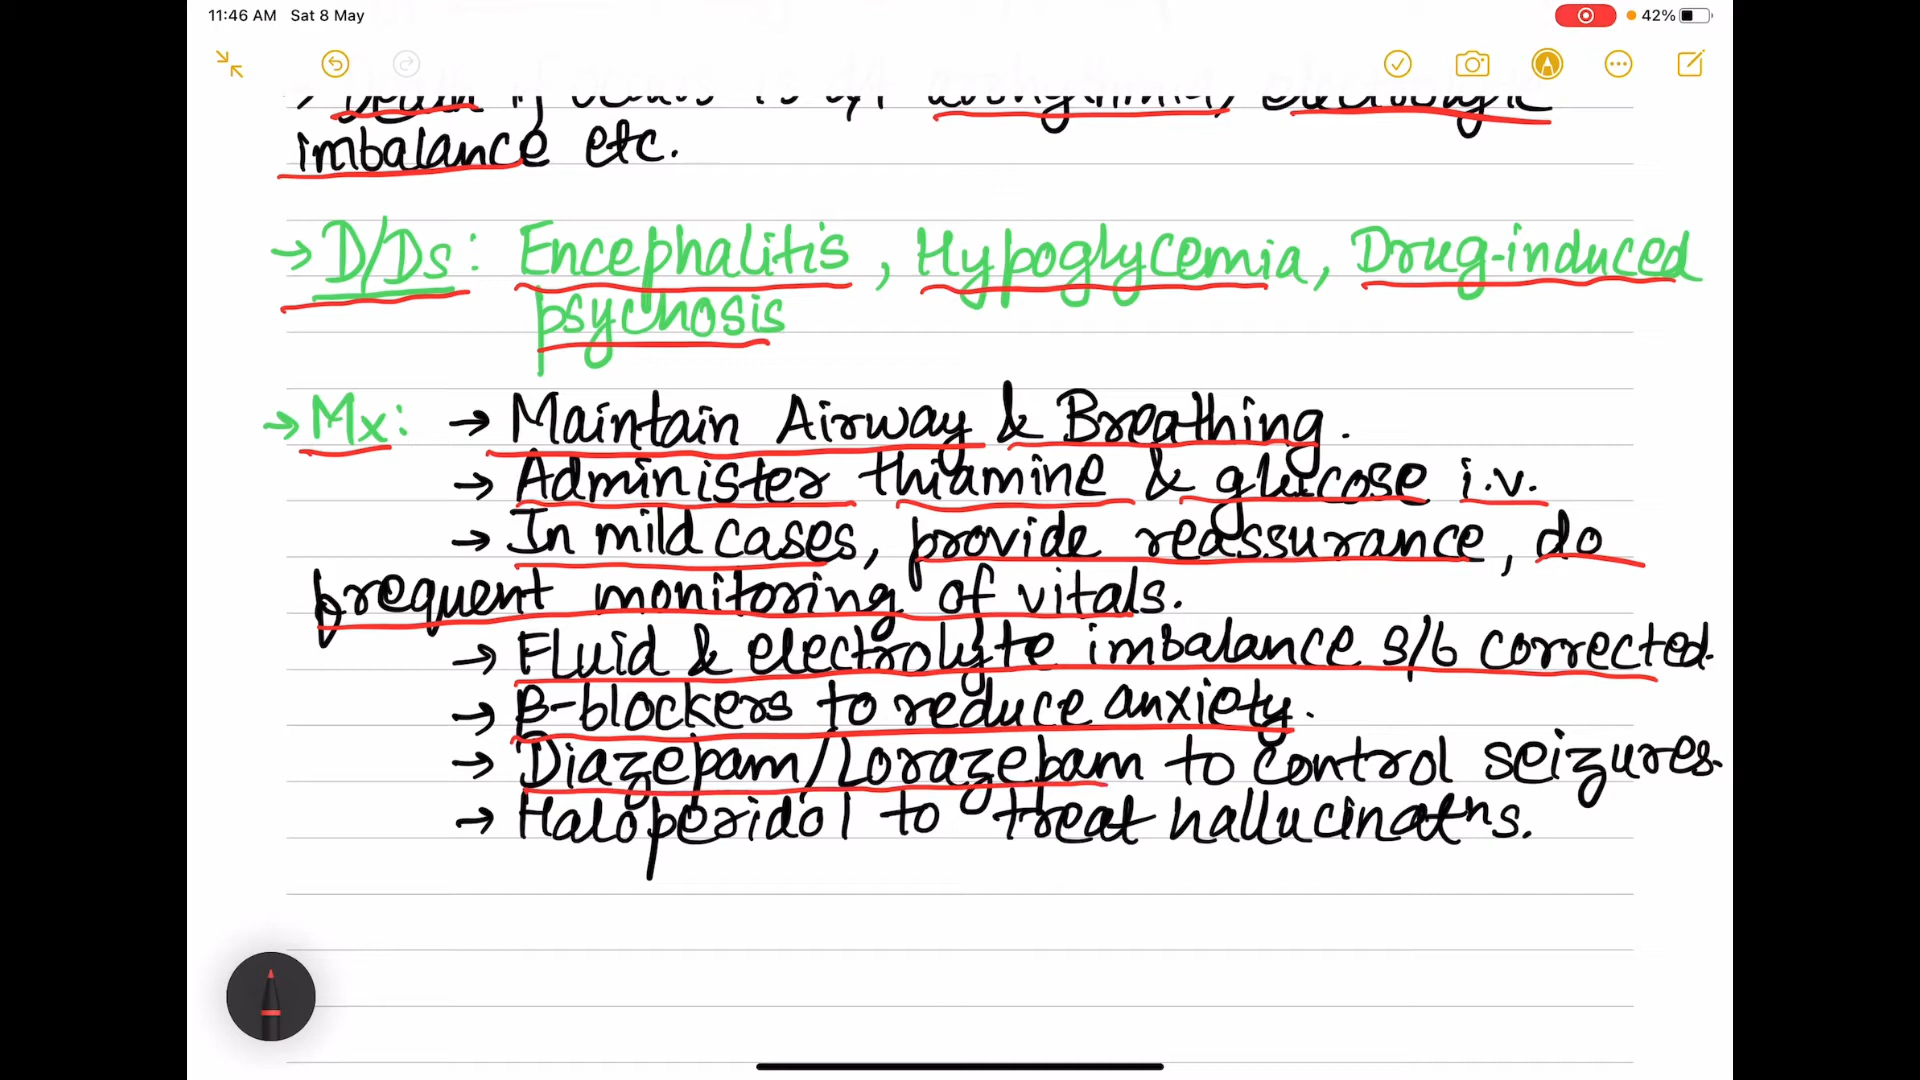 11:46 AM Sat 8 May
42%
imbalance etc.
→ D/Ds: Encephalitis, Hypoglycemia, Drug-induced
psychosis
→ Mx: → Maintain Airway & Breathing.
→ Administer thiamine & glucose i.v.
→ In mild cases, provide reassurance, do
frequent monitoring of vitals.
→ Fluid & electrolyte imbalance s/b corrected.
→ β-blockers to reduce anxiety.
→ Diazepam/Lorazepam to control seizures.
→ Haloperidol to treat hallucinatns.